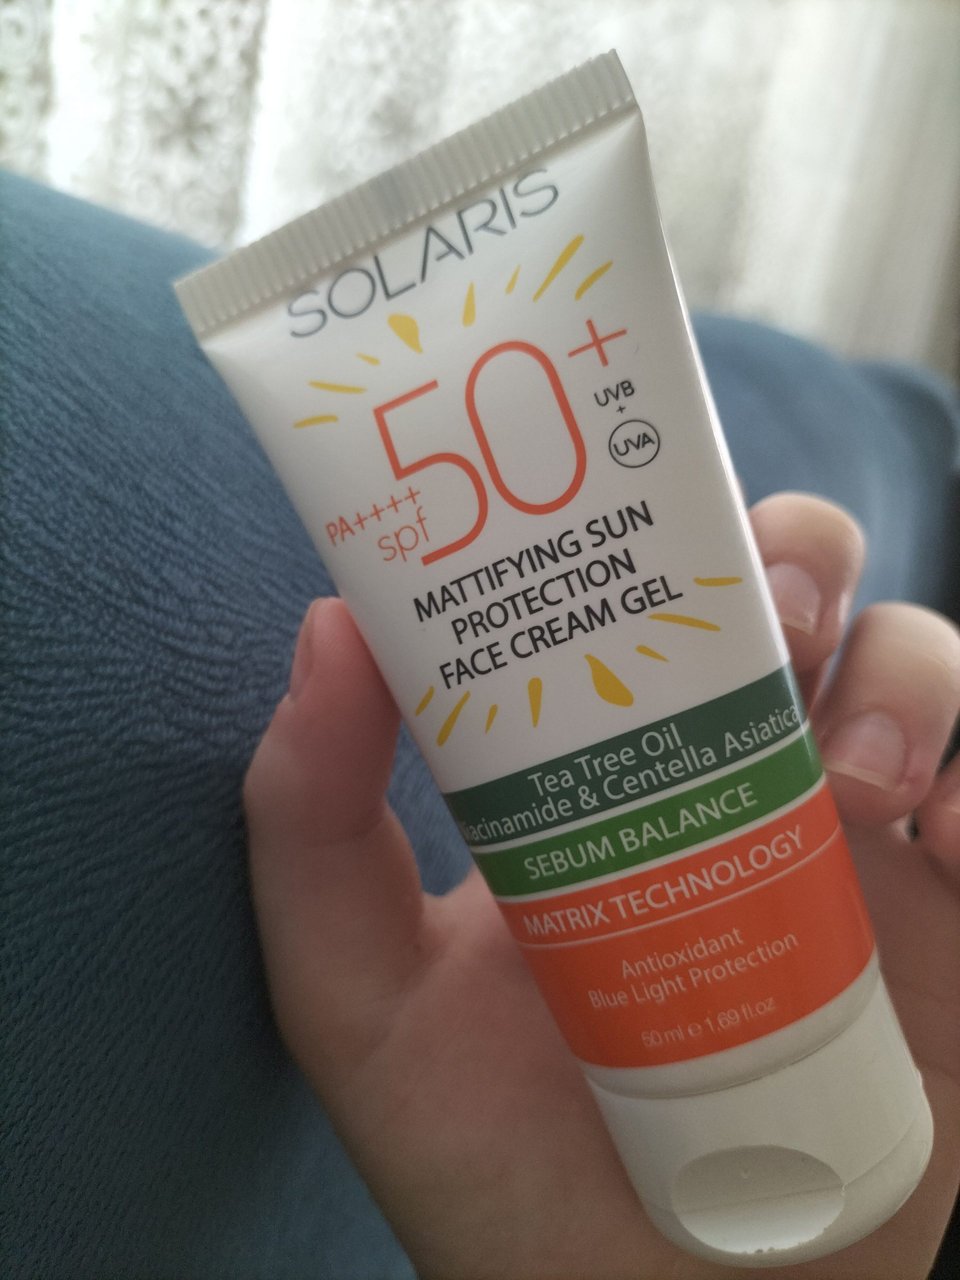 SOLARIS
50+
UVB
+
UVA
PA++++
spf
MATTIFYING SUN
PROTECTION
FACE CREAM GEL
Tea Tree Oil
Niacinamide & Centella Asiatica
SEBUM BALANCE
MATRIX TECHNOLOGY
Antioxidant
Blue Light Protection
50 ml e 1.69 fl.oz